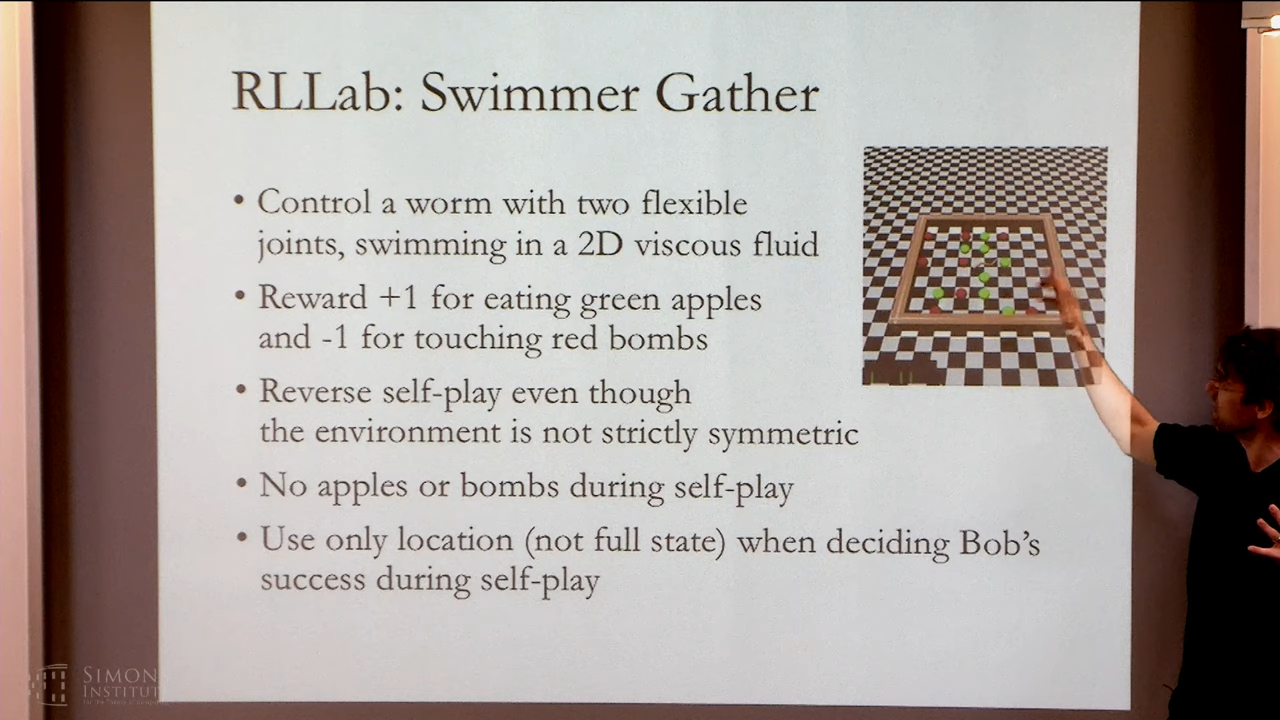 RLLab: Swimmer Gather
• Control a worm with two flexible
joints, swimming in a 2D viscous fluid
• Reward +1 for eating green apples
and -1 for touching red bombs
• Reverse self-play even though
the environment is not strictly symmetric
• No apples or bombs during self-play
• Use only location (not full state) when deciding Bob's
success during self-play
SIMON
INSTITUT